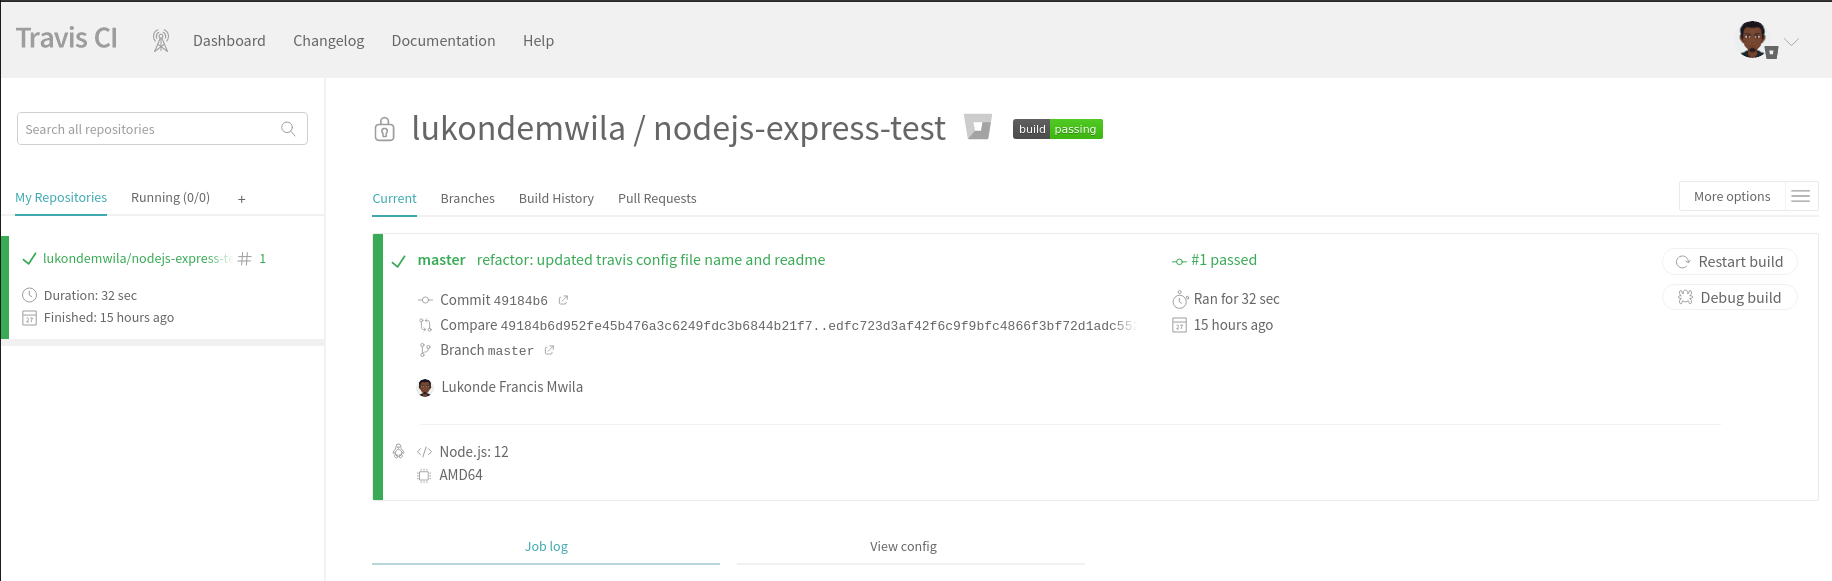 Travis CI Dashboard Changelog Documentation Help
Search all repositories
lukondemwila / nodejs-express-test build passing
My Repositories Running (0/0) +
Current Branches Build History Pull Requests More options
lukondemwila/nodejs-express-te # 1
Duration: 32 sec
Finished: 15 hours ago
master refactor: updated travis config file name and readme #1 passed Restart build
Commit 49184b6 Ran for 32 sec Debug build
Compare 49184b6d952fe45b476a3c6249fdc3b6844b21f7..edfc723d3af42f6c9f9bfc4866f3bf72d1adc55 15 hours ago
Branch master
Lukonde Francis Mwila
Node.js: 12
AMD64
Job log View config